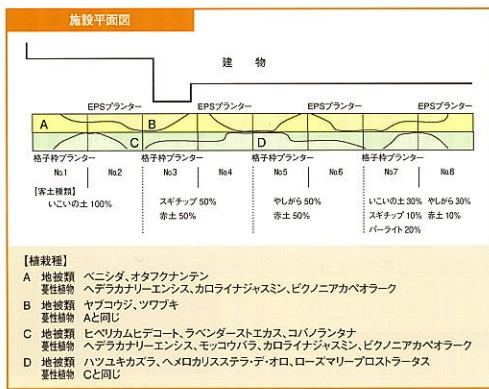 施設平面図
建 物
EPSプランター EPSプランター EPSプランター EPSプランター
A B
C D
格子枠プランター 格子枠プランター 格子枠プランター 格子枠プランター
No.1 No.2 No.3 No.4 No.5 No.6 No.7 No.8
【客土種類】
いこいの土 100%
スギチップ 50%
赤土 50%
やしがら 50%
赤土 50%
いこいの土 30% やしがら 30%
スギチップ 10% 赤土 10%
パーライト 20%
【植栽種】
A 地被類 ベニシダ、オタフクナンテン
蔓性植物 ヘデラカナリーエンシス、カロライナジャスミン、ビクノニアカペオラーク
B 地被類 ヤブコウジ、ツワブキ
蔓性植物 Aと同じ
C 地被類 ヒペリカムヒデコート、ラベンダーストエカス、コバノランタナ
蔓性植物 ヘデラカナリーエンシス、モッコウバラ、カロライナジャスミン、ビクノニアカペオラーク
D 地被類 ハツユキカズラ、ヘメロカリスステラ・デ・オロ、ローズマリープロストラータス
蔓性植物 Cと同じ